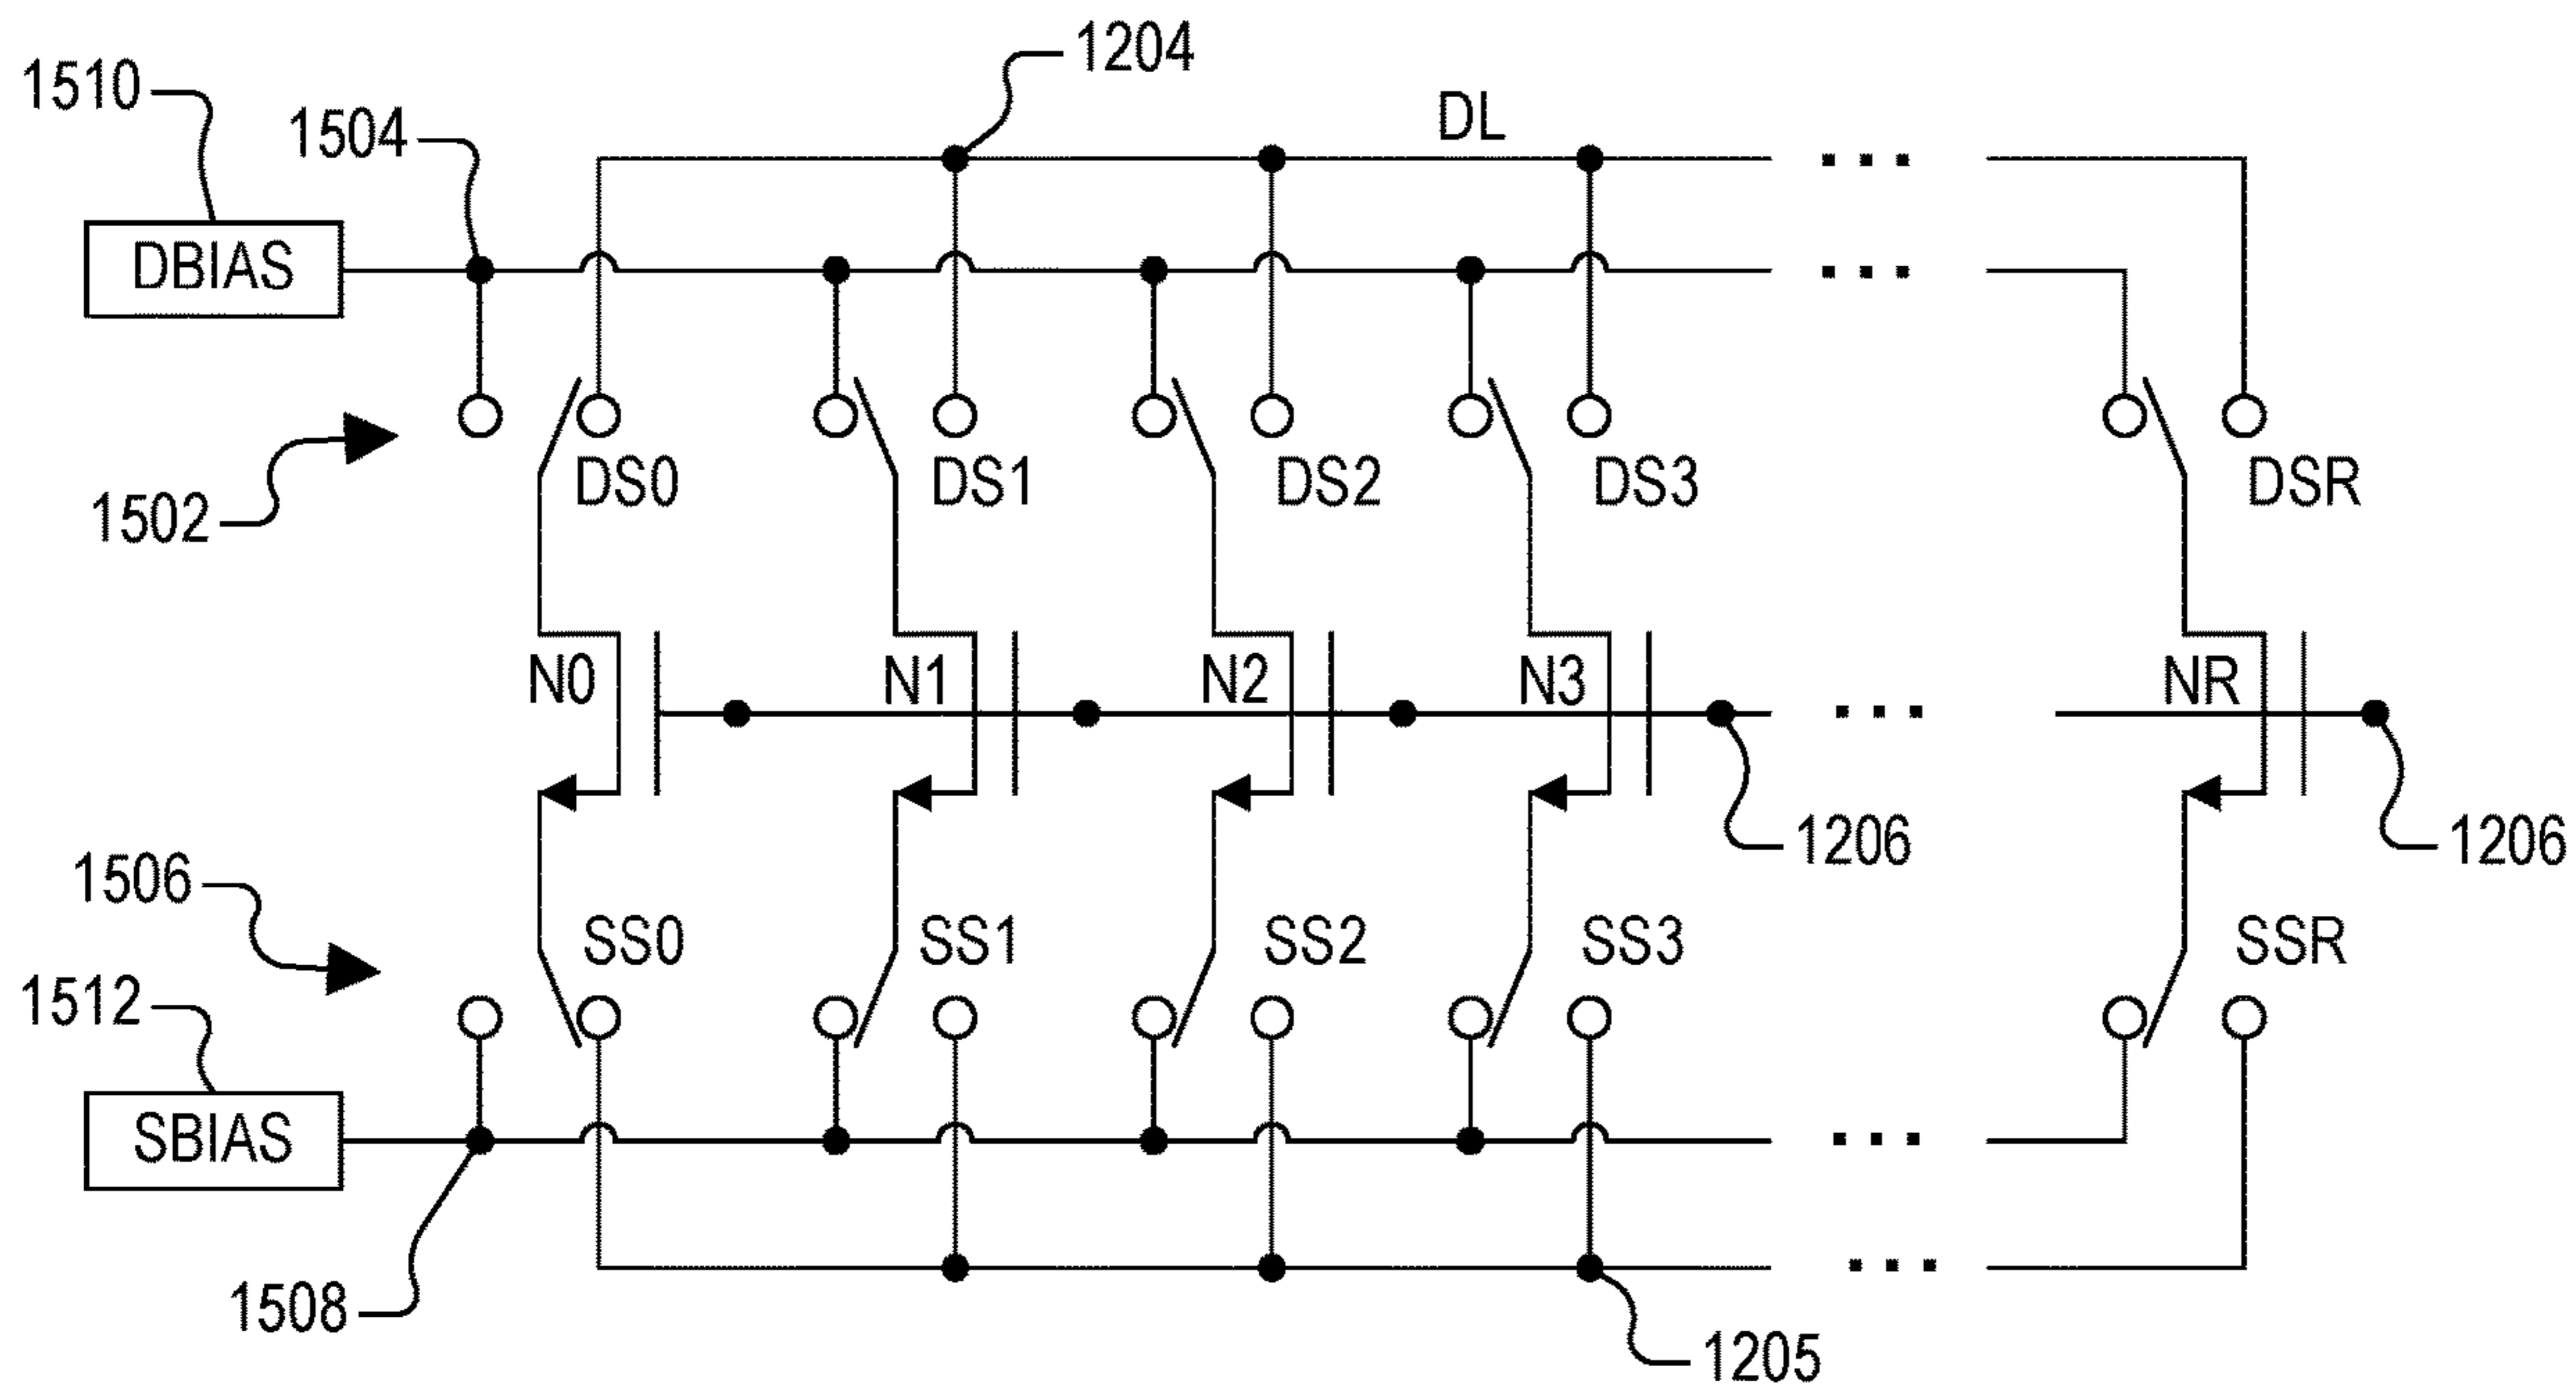 1204
1510
1504
DL
DBIAS
DS0
DS1
DS2
DS3
DSR
1502
N0
N1
N2
N3
NR
1206
1206
1506
SS0
SS1
SS2
SS3
SSR
1512
SBIAS
1508
1205